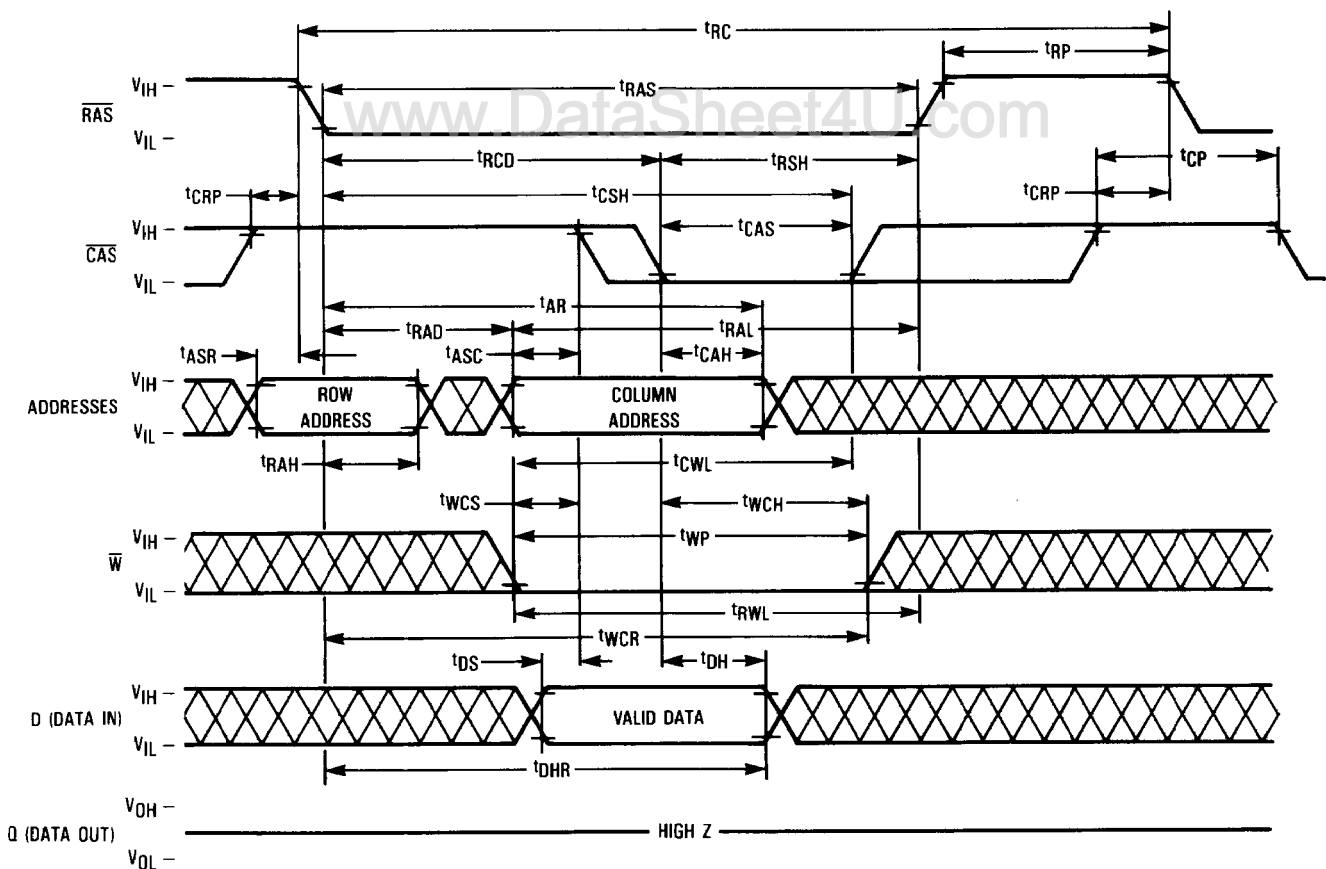 tRC
tRP
VIH
tRAS
RAS
www.DataSheet4U.com
VIL
tRCD
tRSH
tCP
tCRP
tCSH
tCRP
VIH
tCAS
CAS
VIL
tAR
tRAD
tRAL
tASR
tASC
tCAH
VIH
ADDRESSES
ROW ADDRESS
COLUMN ADDRESS
VIL
tRAH
tCWL
tWCS
tWCH
VIH
tWP
W
VIL
tRWL
tWCR
tDS
tDH
VIH
D (DATA IN)
VALID DATA
VIL
tDHR
VOH
Q (DATA OUT)
HIGH Z
VOL